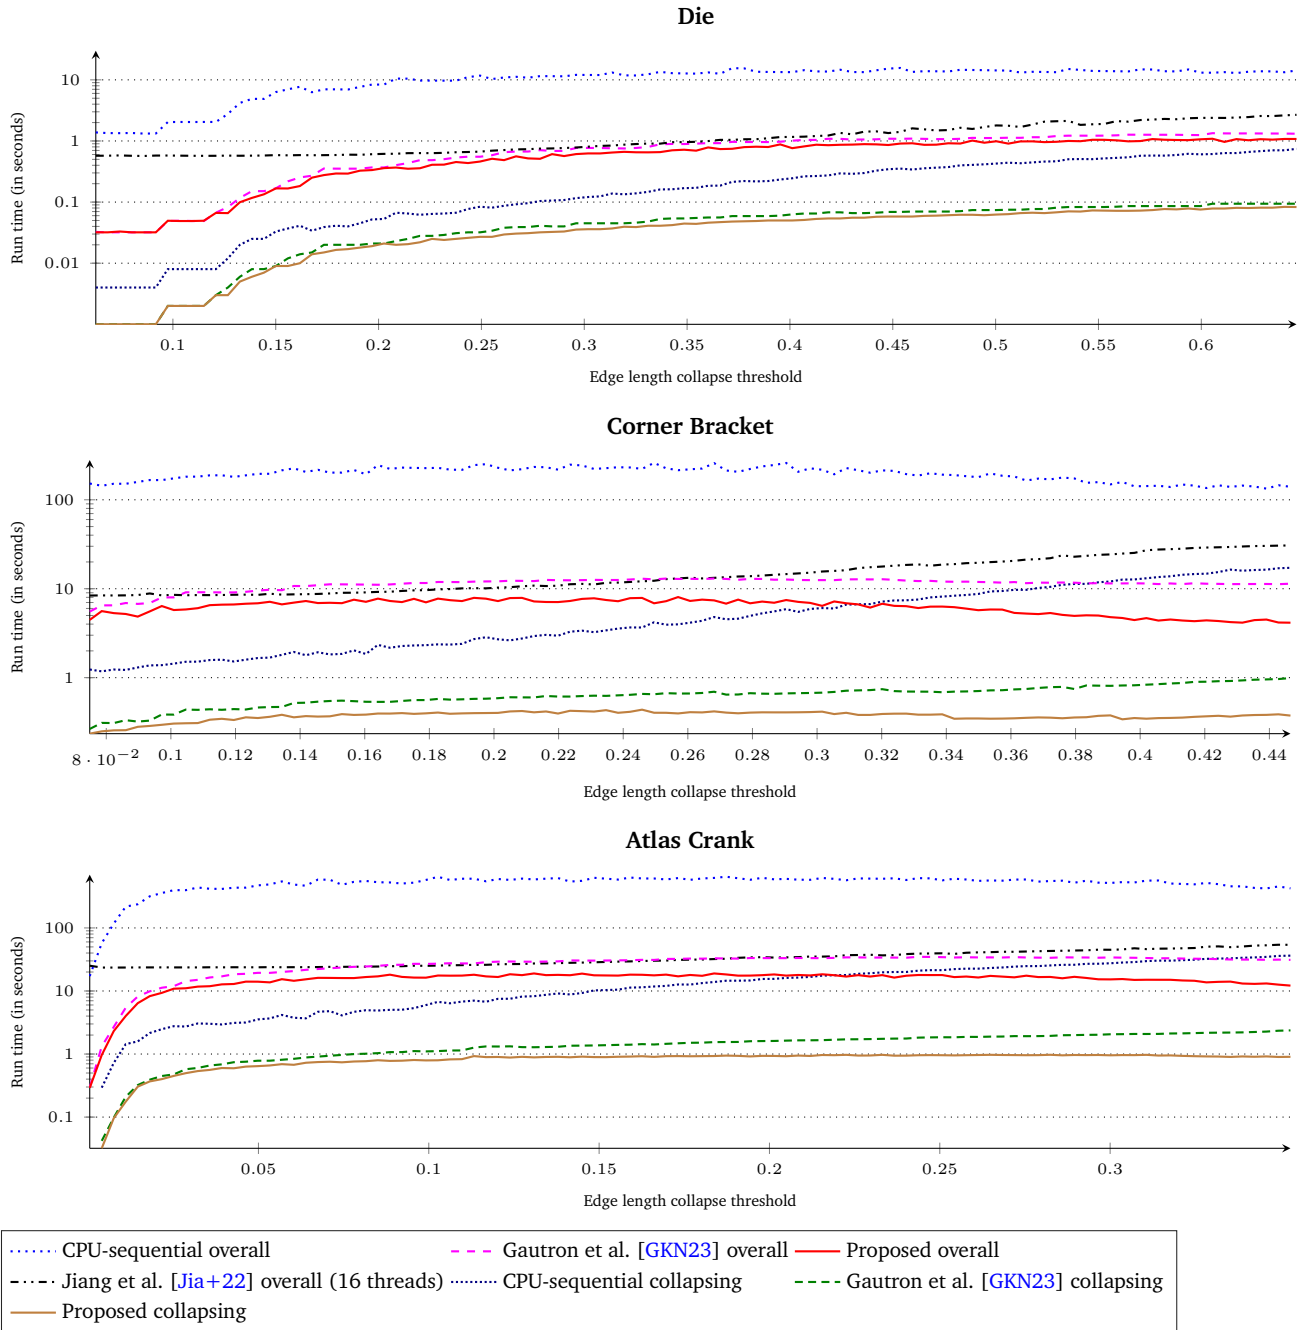 Die
10
1
0.1
0.01
Run time (in seconds)
0.1 0.15 0.2 0.25 0.3 0.35 0.4 0.45 0.5 0.55 0.6
Edge length collapse threshold
Corner Bracket
100
10
1
Run time (in seconds)
8 · 10⁻² 0.1 0.12 0.14 0.16 0.18 0.2 0.22 0.24 0.26 0.28 0.3 0.32 0.34 0.36 0.38 0.4 0.42 0.44
Edge length collapse threshold
Atlas Crank
100
10
1
0.1
Run time (in seconds)
0.05 0.1 0.15 0.2 0.25 0.3
Edge length collapse threshold
CPU-sequential overall Gautron et al. [GKN23] overall Proposed overall
Jiang et al. [Jia+22] overall (16 threads) CPU-sequential collapsing Gautron et al. [GKN23] collapsing
Proposed collapsing